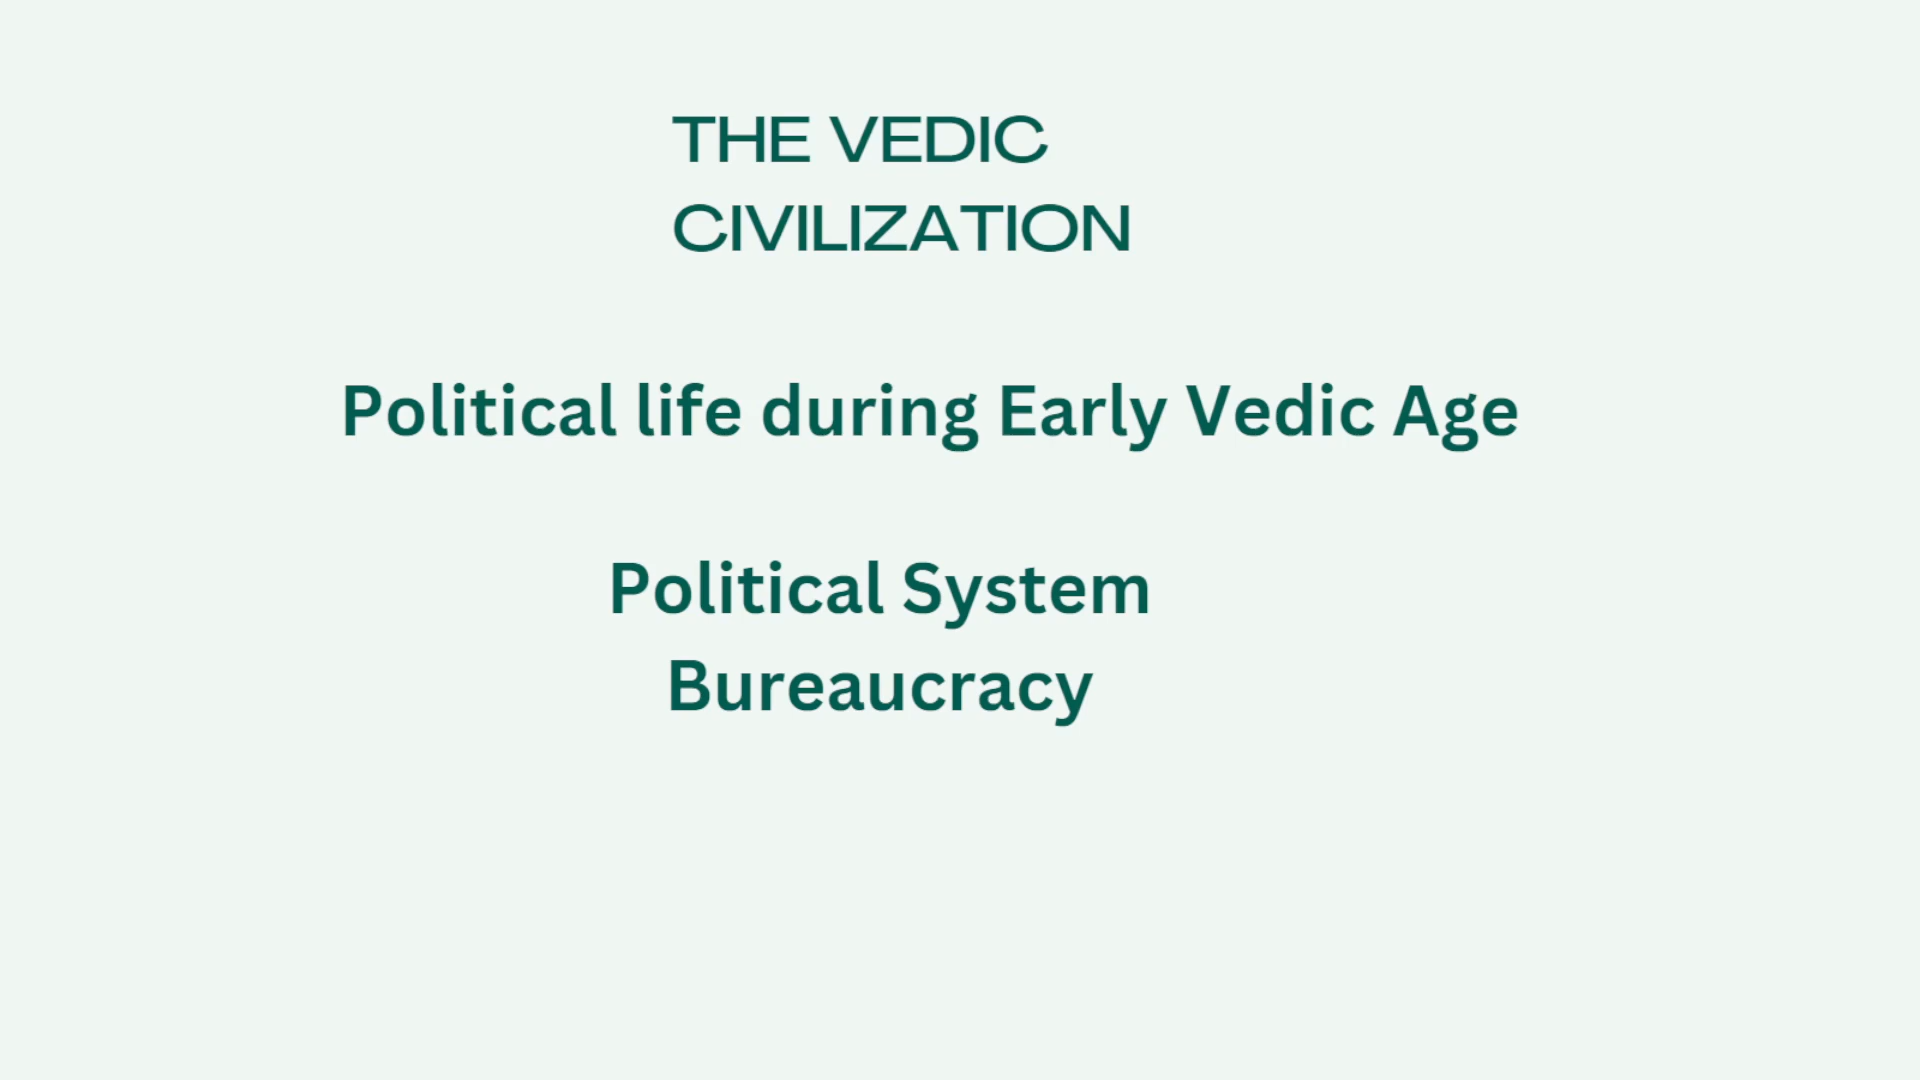 THE VEDIC
CIVILIZATION
Political life during Early Vedic Age
Political System
Bureaucracy